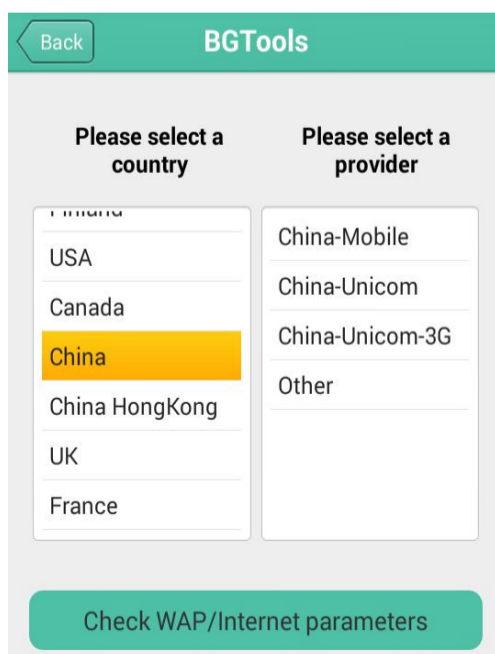 Back
BGTools
Please select a
country
Please select a
provider
Finland
USA
Canada
China
China HongKong
UK
France
China-Mobile
China-Unicom
China-Unicom-3G
Other
Check WAP/Internet parameters